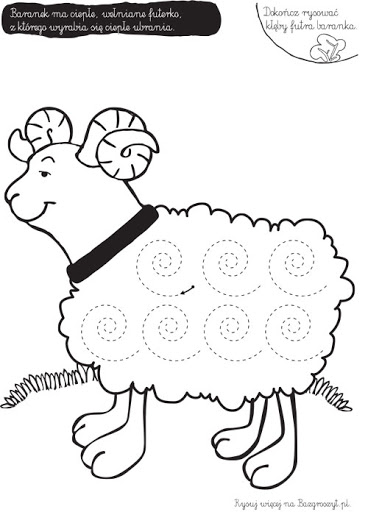 Baranek ma ciepłe, wełniane futerko,
z którego wyrabia się ciepłe ubrania.
Dokończ rysować
kłęby futra baranka.
Rysuj więcej na Bazgroszyt.pl.